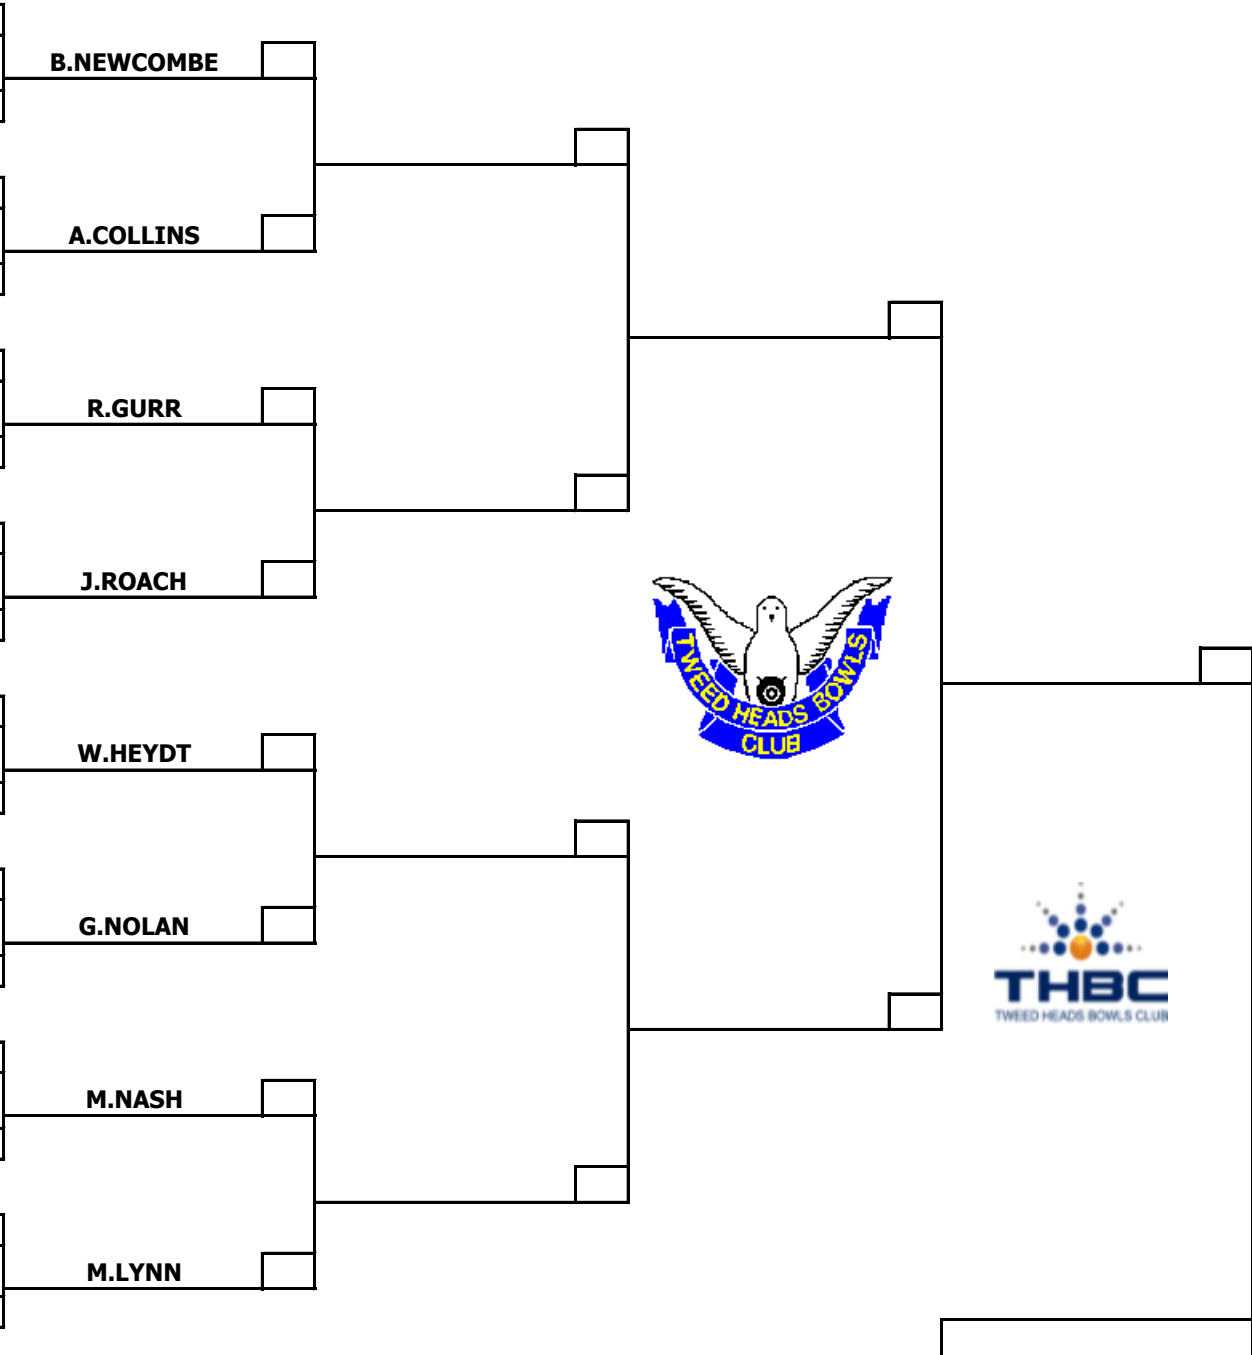 B.NEWCOMBE
A.COLLINS
R.GURR
J.ROACH
TWEED HEADS BOWLS
CLUB
W.HEYDT
G.NOLAN
THBC
TWEED HEADS BOWLS CLUB
M.NASH
M.LYNN